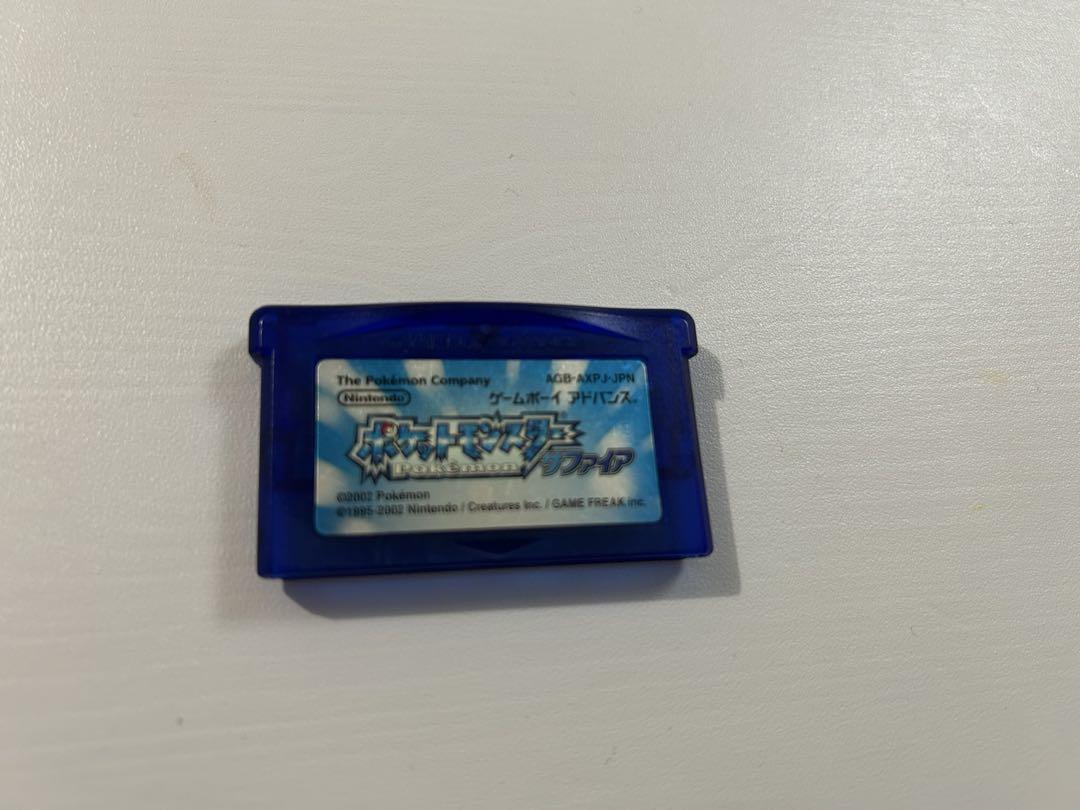 The Pokémon Company AGB-AXPJ-JPN
Nintendo ゲームボーイ アドバンス™
ポケットモンスター®
Pokémon サファイア
©2002 Pokémon
©1995-2002 Nintendo / Creatures Inc. / GAME FREAK inc.